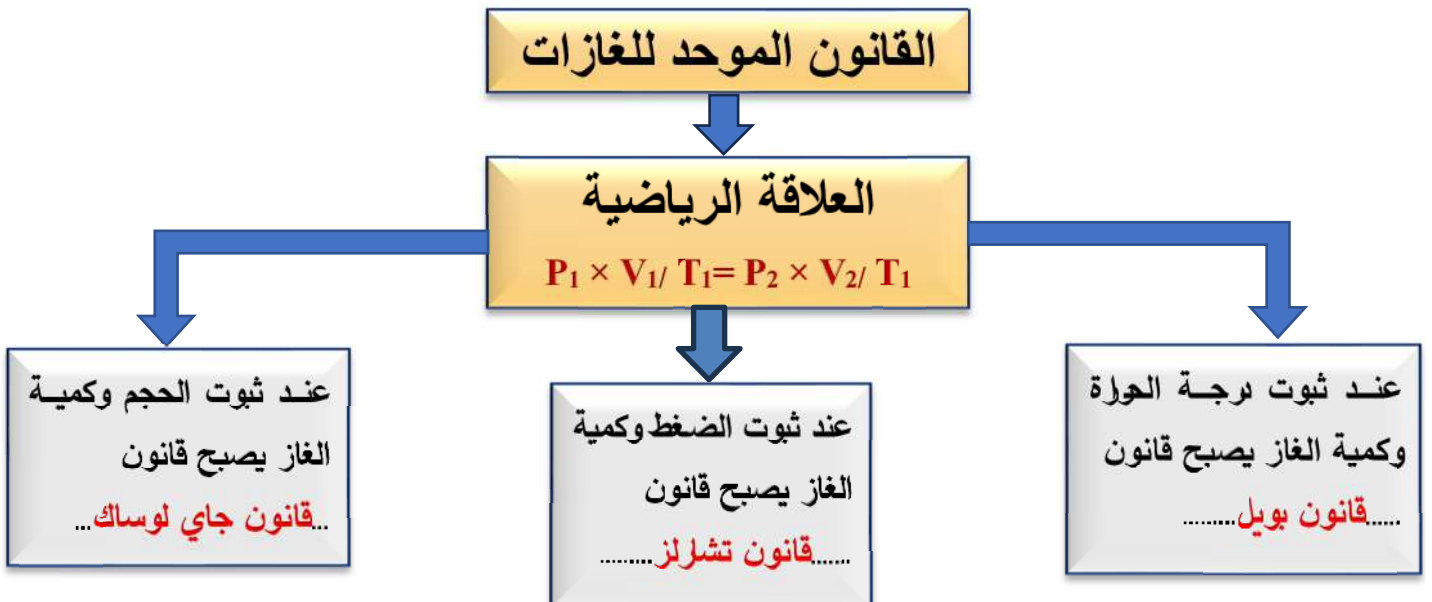 القانون الموحد للغازات
العلاقة الرياضية
P₁ × V₁/ T₁= P₂ × V₂/ T₁
عند ثبوت درجة الحرارة
وكمية الغاز يصبح قانون
......قانون بويل.........
عند ثبوت الضغط وكمية
الغاز يصبح قانون
.......قانون تشارلز.........
عند ثبوت الحجم وكمية
الغاز يصبح قانون
...قانون جاي لوساك...